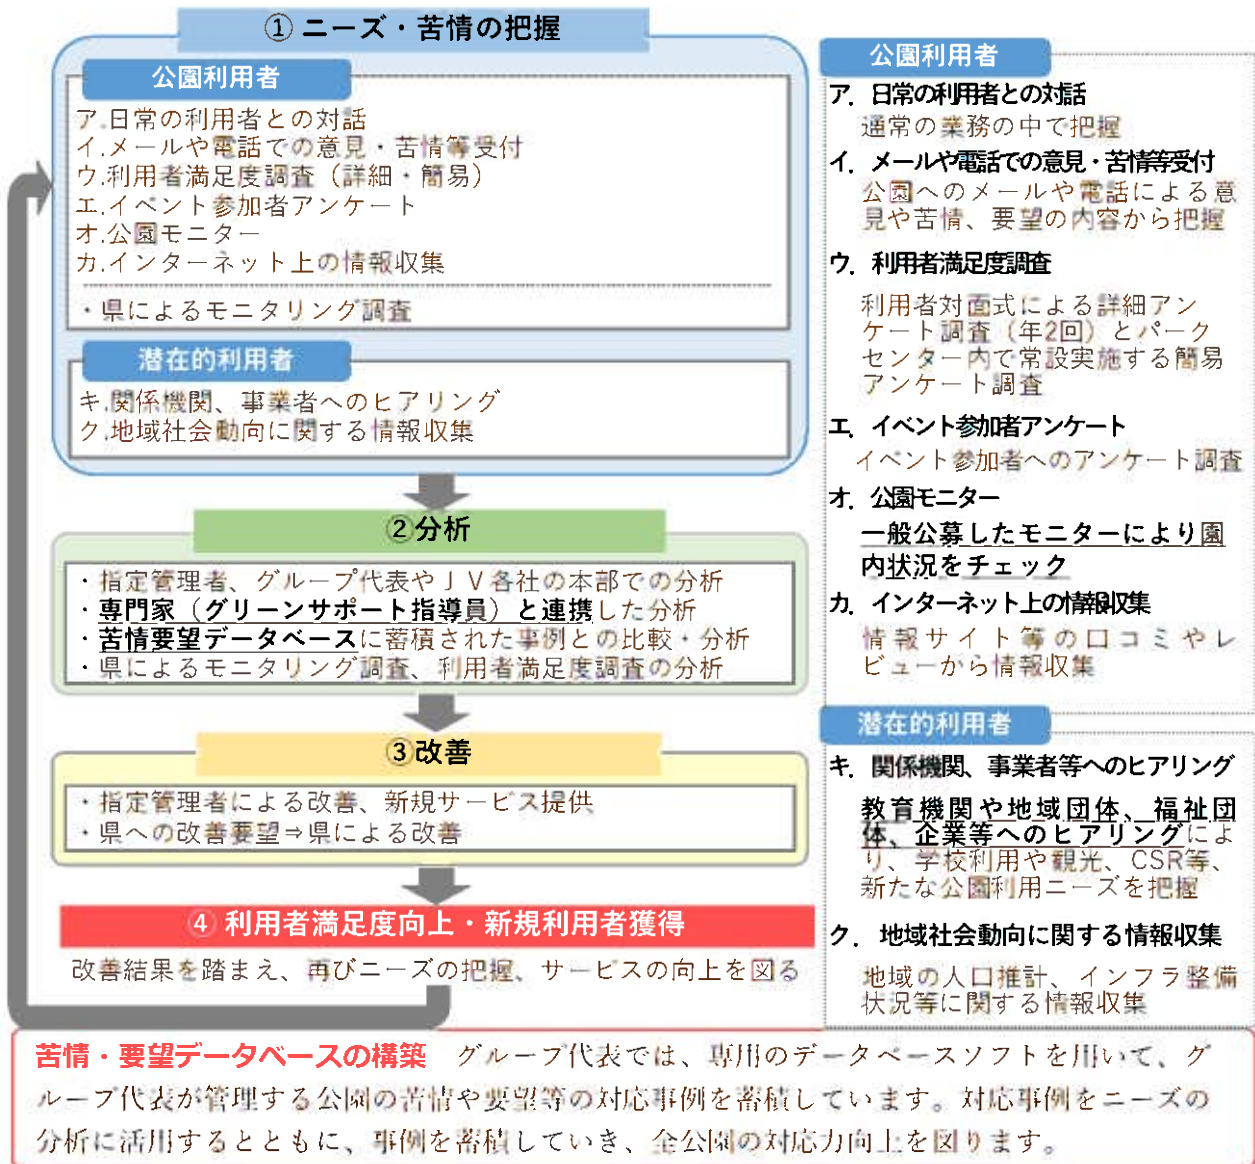 ① ニーズ・苦情の把握
公園利用者
ア.日常の利用者との対話
イ.メールや電話での意見・苦情等受付
ウ.利用者満足度調査（詳細・簡易）
エ.イベント参加者アンケート
オ.公園モニター
カ.インターネット上の情報収集
・県によるモニタリング調査
潜在的利用者
キ.関係機関、事業者へのヒアリング
ク.地域社会動向に関する情報収集
②分析
・指定管理者、グループ代表やＪＶ各社の本部での分析
・専門家（グリーンサポート指導員）と連携した分析
・苦情要望データベースに蓄積された事例との比較・分析
・県によるモニタリング調査、利用者満足度調査の分析
③改善
・指定管理者による改善、新規サービス提供
・県への改善要望⇒県による改善
④ 利用者満足度向上・新規利用者獲得
改善結果を踏まえ、再びニーズの把握、サービスの向上を図る
公園利用者
ア．日常の利用者との対話
通常の業務の中で把握
イ．メールや電話での意見・苦情等受付
公園へのメールや電話による意
見や苦情、要望の内容から把握
ウ．利用者満足度調査
利用者対面式による詳細アン
ケート調査（年2回）とパーク
センター内で常設実施する簡易
アンケート調査
エ．イベント参加者アンケート
イベント参加者へのアンケート調査
オ．公園モニター
一般公募したモニターにより園
内状況をチェック
カ．インターネット上の情報収集
情報サイト等の口コミやレ
ビューから情報収集
潜在的利用者
キ．関係機関、事業者等へのヒアリング
教育機関や地域団体、福祉団
体、企業等へのヒアリングによ
り、学校利用や観光、CSR等、
新たな公園利用ニーズを把握
ク．地域社会動向に関する情報収集
地域の人口推計、インフラ整備
状況等に関する情報収集
苦情・要望データベースの構築　グループ代表では、専用のデータベースソフトを用いて、グ
ループ代表が管理する公園の苦情や要望等の対応事例を蓄積しています。対応事例をニーズの
分析に活用するとともに、事例を蓄積していき、全公園の対応力向上を図ります。